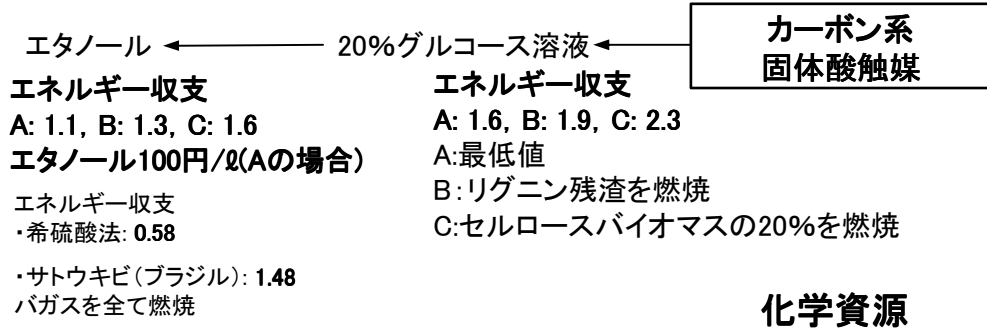 エタノール
20%グルコース溶液
カーボン系
固体酸触媒
エネルギー収支
A: 1.1, B: 1.3, C: 1.6
エタノール100円/ℓ(Aの場合)
エネルギー収支
・希硫酸法: 0.58
・サトウキビ(ブラジル): 1.48
バガスを全て燃焼
エネルギー収支
A: 1.6, B: 1.9, C: 2.3
A:最低値
B:リグニン残渣を燃焼
C:セルロースバイオマスの20%を燃焼
化学資源